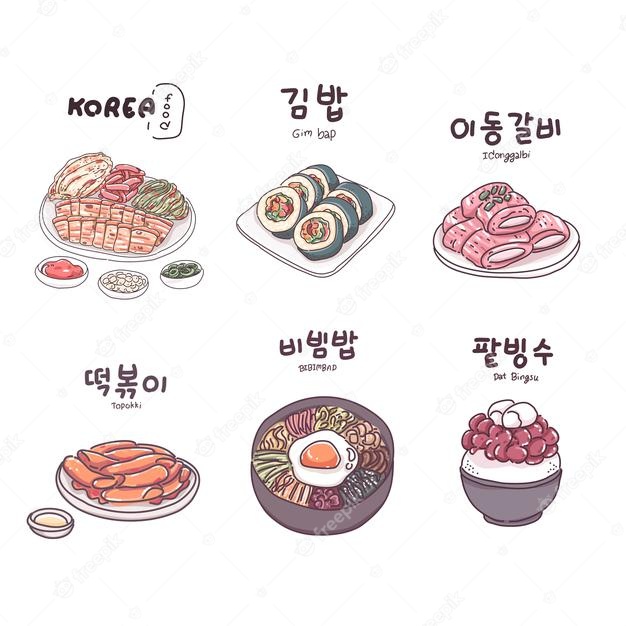 KOREA food
김밥
Gim bap
이동갈비
IDonggalbi
떡볶이
Topokki
비빔밥
BIBIMBAP
팥빙수
Pat Bingsu
freepik